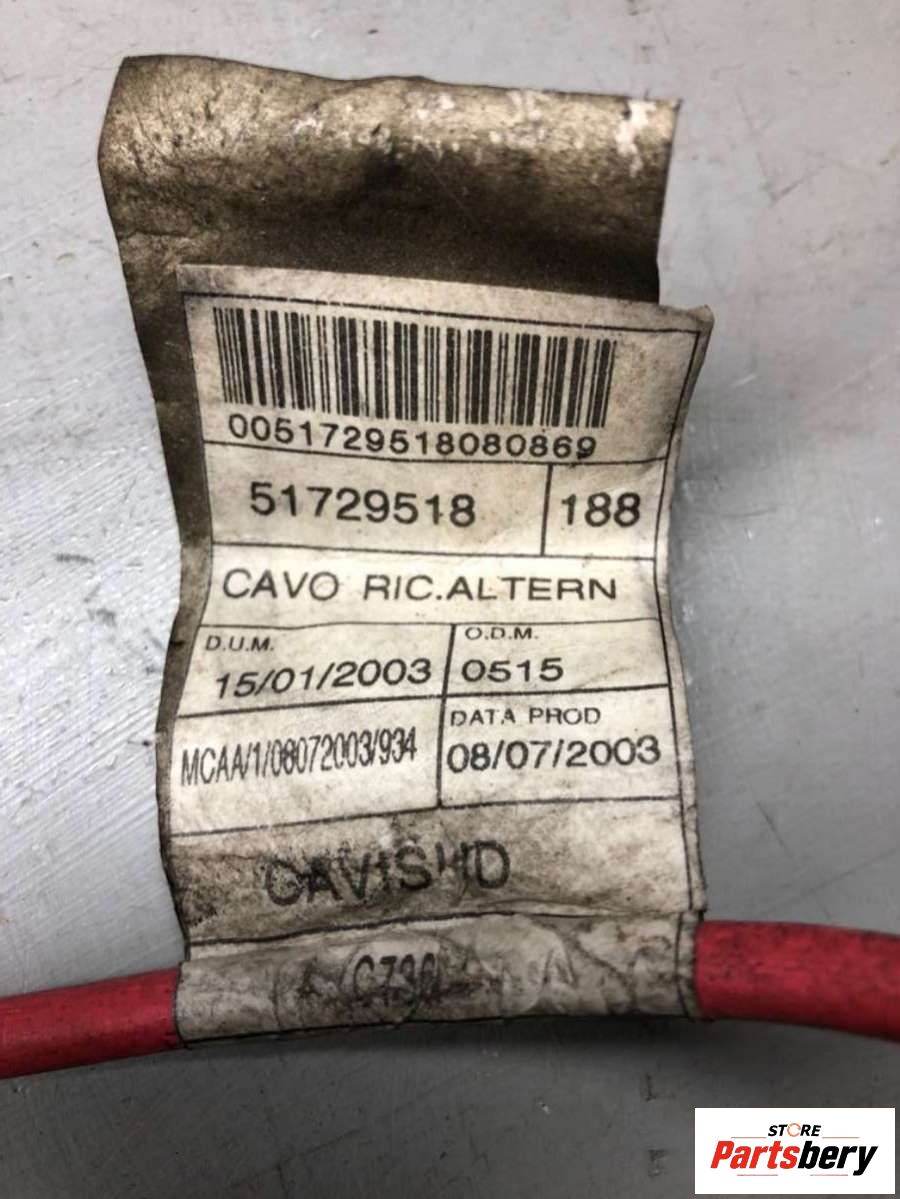 0051729518080869
51729518 188
CAVO RIC.ALTERN
D.U.M. O.D.M.
15/01/2003 0515
DATA PROD
MCAA/1/08072003/934 08/07/2003
STORE
Partsbery